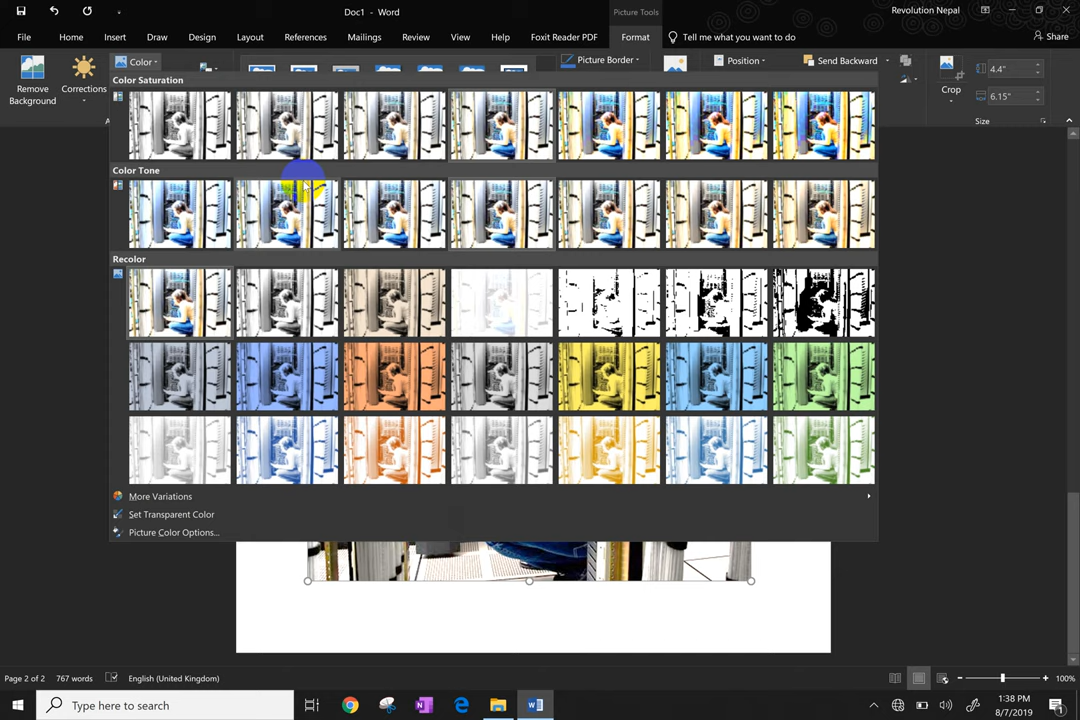 Doc1 - Word
Picture Tools
Revolution Nepal
File Home Insert Draw Design Layout References Mailings Review View Help Foxit Reader PDF Format Tell me what you want to do
Share
Remove
Background
Corrections
Color
Picture Border
Position
Send Backward
Crop
4.4"
6.15"
Size
Color Saturation
Color Tone
Recolor
More Variations
Set Transparent Color
Picture Color Options...
Page 2 of 2 767 words English (United Kingdom)
100%
Type here to search
1:38 PM
8/7/2019